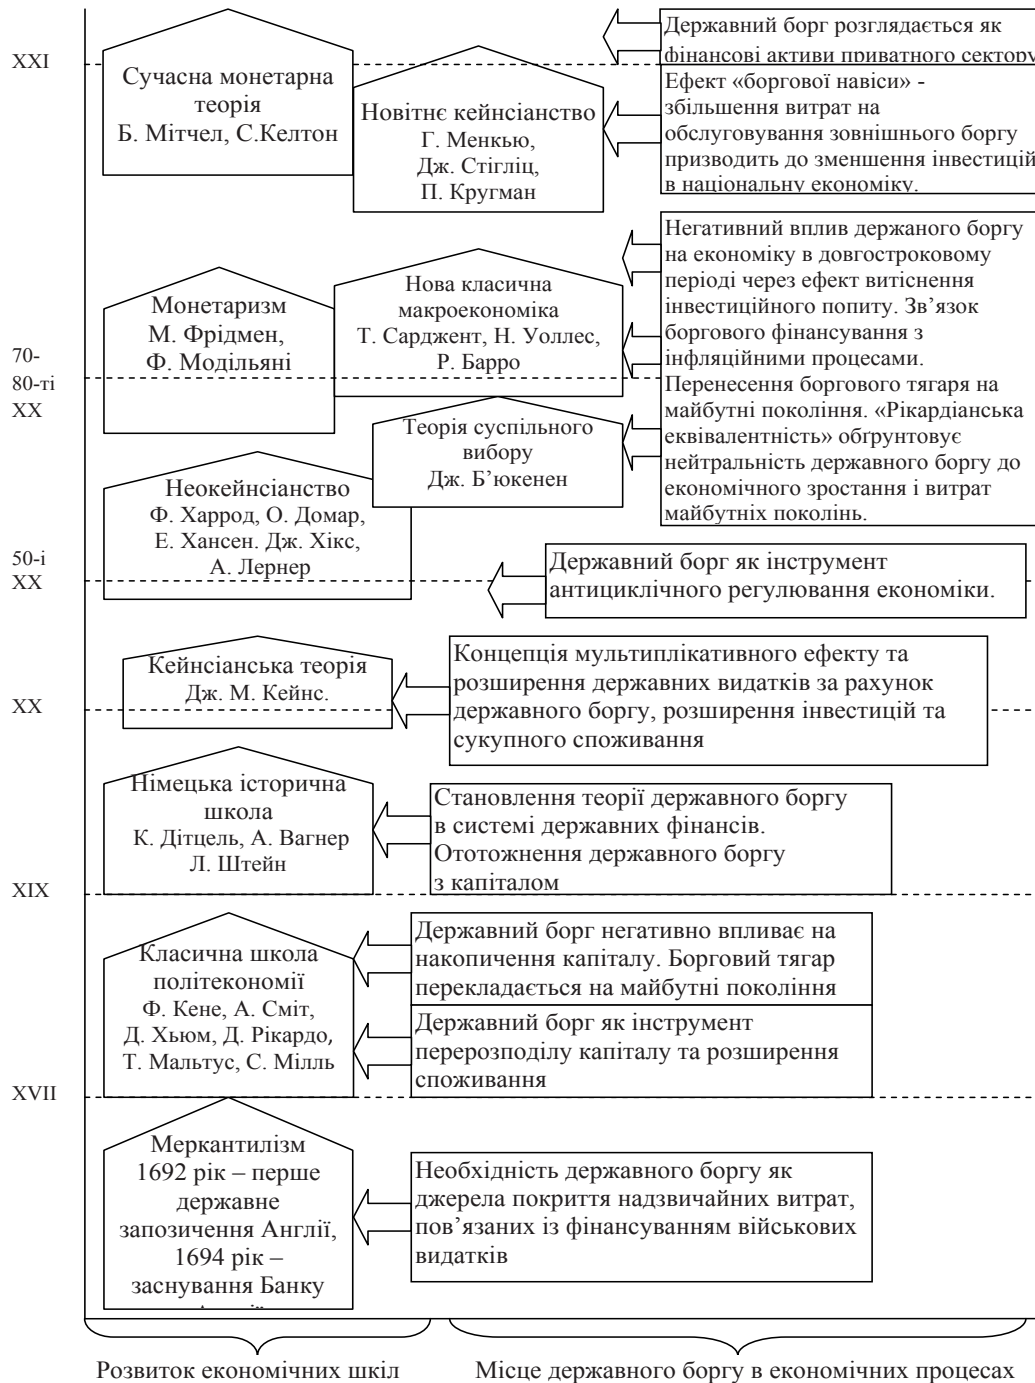 XXI
Сучасна монетарна
теорія
Б. Мітчел, С.Келтон
Новітнє кейнсіанство
Г. Менкью,
Дж. Стігліц,
П. Кругман
Державний борг розглядається як
фінансові активи приватного сектору
Ефект «боргової навіси» -
збільшення витрат на
обслуговування зовнішнього боргу
призводить до зменшення інвестицій
в національну економіку.
70-
80-ті
XX
Монетаризм
М. Фрідмен,
Ф. Модільяні
Нова класична
макроекономіка
Т. Сарджент, Н. Уоллес,
Р. Барро
Теорія суспільного
вибору
Дж. Б’юкенен
Негативний вплив держаного боргу
на економіку в довгостроковому
періоді через ефект витіснення
інвестиційного попиту. Зв’язок
боргового фінансування з
інфляційними процесами.
Перенесення боргового тягаря на
майбутні покоління. «Рікардіанська
еквівалентність» обґрунтовує
нейтральність державного боргу до
економічного зростання і витрат
майбутніх поколінь.
50-і
XX
Неокейнсіанство
Ф. Харрод, О. Домар,
Е. Хансен. Дж. Хікс,
А. Лернер
Державний борг як інструмент
антициклічного регулювання економіки.
XX
Кейнсіанська теорія
Дж. М. Кейнс.
Концепція мультиплікативного ефекту та
розширення державних видатків за рахунок
державного боргу, розширення інвестицій та
сукупного споживання
Німецька історична
школа
К. Дітцель, А. Вагнер
Л. Штейн
Становлення теорії державного боргу
в системі державних фінансів.
Ототожнення державного боргу
з капіталом
XIX
Класична школа
політекономії
Ф. Кене, А. Сміт,
Д. Хьюм, Д. Рікардо,
Т. Мальтус, С. Мілль
Державний борг негативно впливає на
накопичення капіталу. Борговий тягар
перекладається на майбутні покоління
Державний борг як інструмент
перерозподілу капіталу та розширення
споживання
XVII
Меркантилізм
1692 рік – перше
державне
запозичення Англії,
1694 рік –
заснування Банку
Необхідність державного боргу як
джерела покриття надзвичайних витрат,
пов’язаних із фінансуванням військових
видатків
Розвиток економічних шкіл
Місце державного боргу в економічних процесах